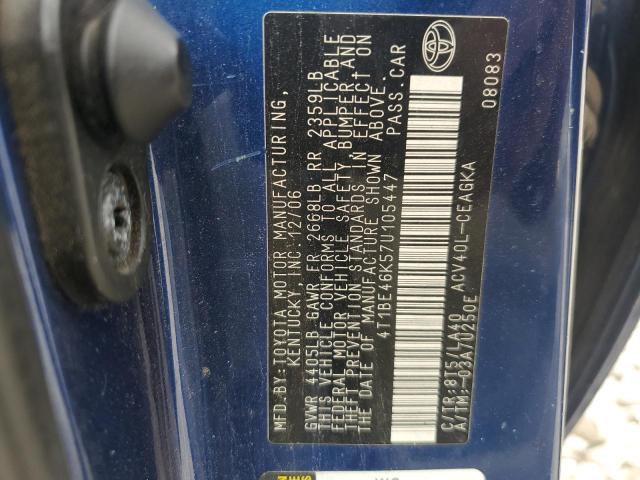 MFD.BY:TOYOTA MOTOR MANUFACTURING,
KENTUCKY, INC. 12/06
GVWR 4405LB GAWR FR 2668LB RR 2359LB
THIS VEHICLE CONFORMS TO ALL APPLICABLE
FEDERAL MOTOR VEHICLE SAFETY, BUMPER AND
THEFT PREVENTION STANDARDS IN EFFECT ON
THE DATE OF MANUFACTURE SHOWN ABOVE.
4T1BE46K57U105447 PASS.CAR
C/TR:8T5/LA40 ACV40L-CEAGKA
A/TM:-03A/U250E 08083